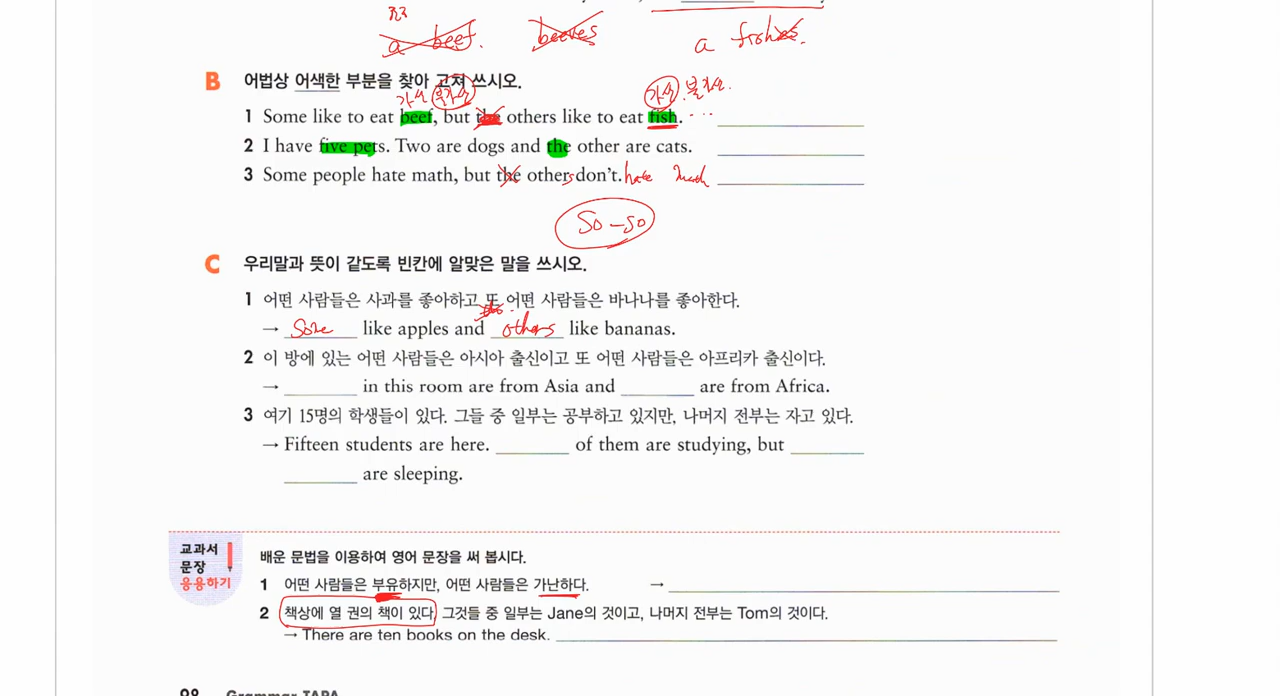 a beef. beeves a fishes.
B 어법상 어색한 부분을 찾아 고쳐 쓰시오.
가산 불가산 가산 불가산.
1 Some like to eat beef, but the others like to eat fish. ...
2 I have five pets. Two are dogs and the other are cats.
3 Some people hate math, but the others don't. hate math
So-so
C 우리말과 뜻이 같도록 빈칸에 알맞은 말을 쓰시오.
1 어떤 사람들은 사과를 좋아하고 또 어떤 사람들은 바나나를 좋아한다.
→ Some like apples and others like bananas.
2 이 방에 있는 어떤 사람들은 아시아 출신이고 또 어떤 사람들은 아프리카 출신이다.
→ in this room are from Asia and are from Africa.
3 여기 15명의 학생들이 있다. 그들 중 일부는 공부하고 있지만, 나머지 전부는 자고 있다.
→ Fifteen students are here. of them are studying, but
are sleeping.
교과서
문장
응용하기
배운 문법을 이용하여 영어 문장을 써 봅시다.
1 어떤 사람들은 부유하지만, 어떤 사람들은 가난하다. →
2 책상에 열 권의 책이 있다. 그것들 중 일부는 Jane의 것이고, 나머지 전부는 Tom의 것이다.
→ There are ten books on the desk.
98 Grammar TAPA